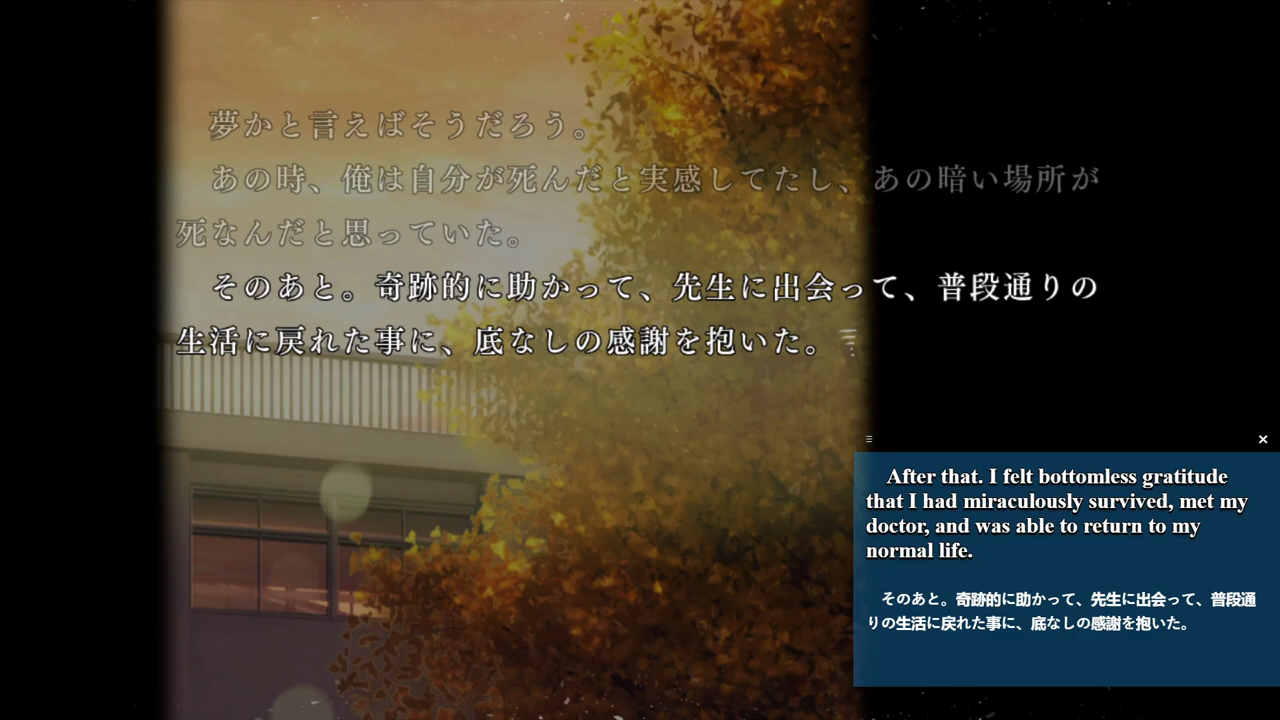 夢かと言えばそうだろう。
あの時、俺は自分が死んだと実感してたし、あの暗い場所が
死なんだと思っていた。
そのあと。奇跡的に助かって、先生に出会って、普段通りの
生活に戻れた事に、底なしの感謝を抱いた。
After that. I felt bottomless gratitude
that I had miraculously survived, met my
doctor, and was able to return to my
normal life.
そのあと。奇跡的に助かって、先生に出会って、普段通
りの生活に戻れた事に、底なしの感謝を抱いた。